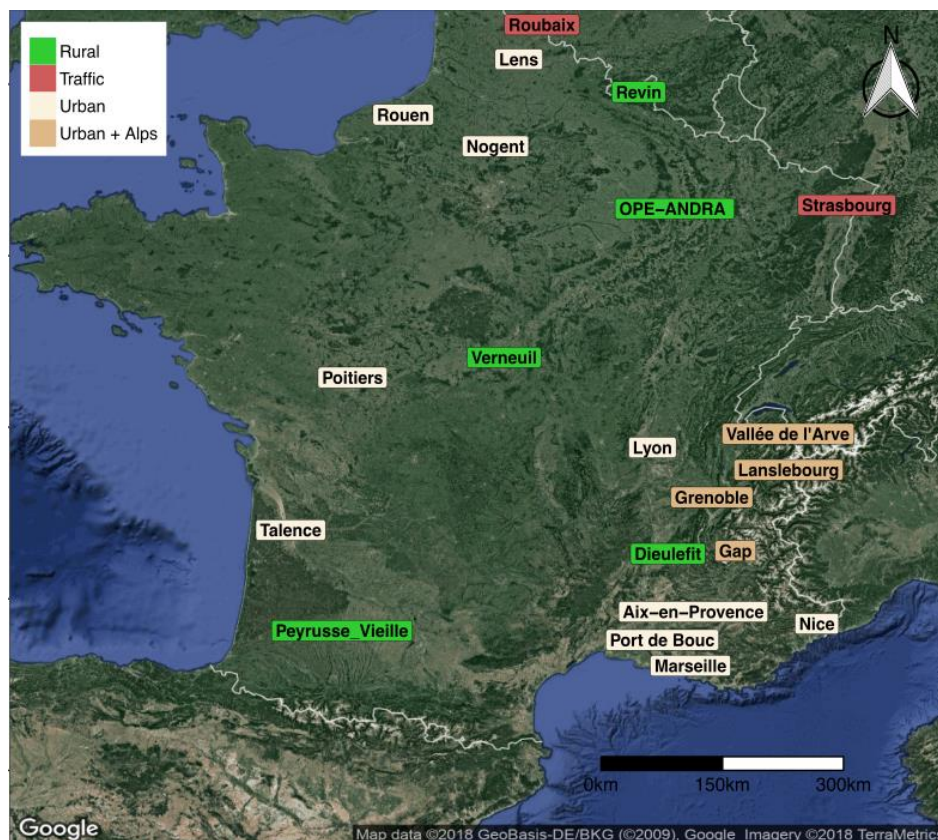 Roubaix
Rural
Traffic
Urban
Urban + Alps
N
Lens
Revin
Rouen
Nogent
OPE-ANDRA
Strasbourg
Verneuil
Poitiers
Vallée de l'Arve
Lyon
Lanslebourg
Grenoble
Talence
Dieulefit
Gap
Aix-en-Provence
Nice
Peyrusse_Vieille
Port de Bouc
Marseille
0km 150km 300km
Google
Map data ©2018 GeoBasis-DE/BKG (©2009), Google Imagery ©2018 TerraMetric